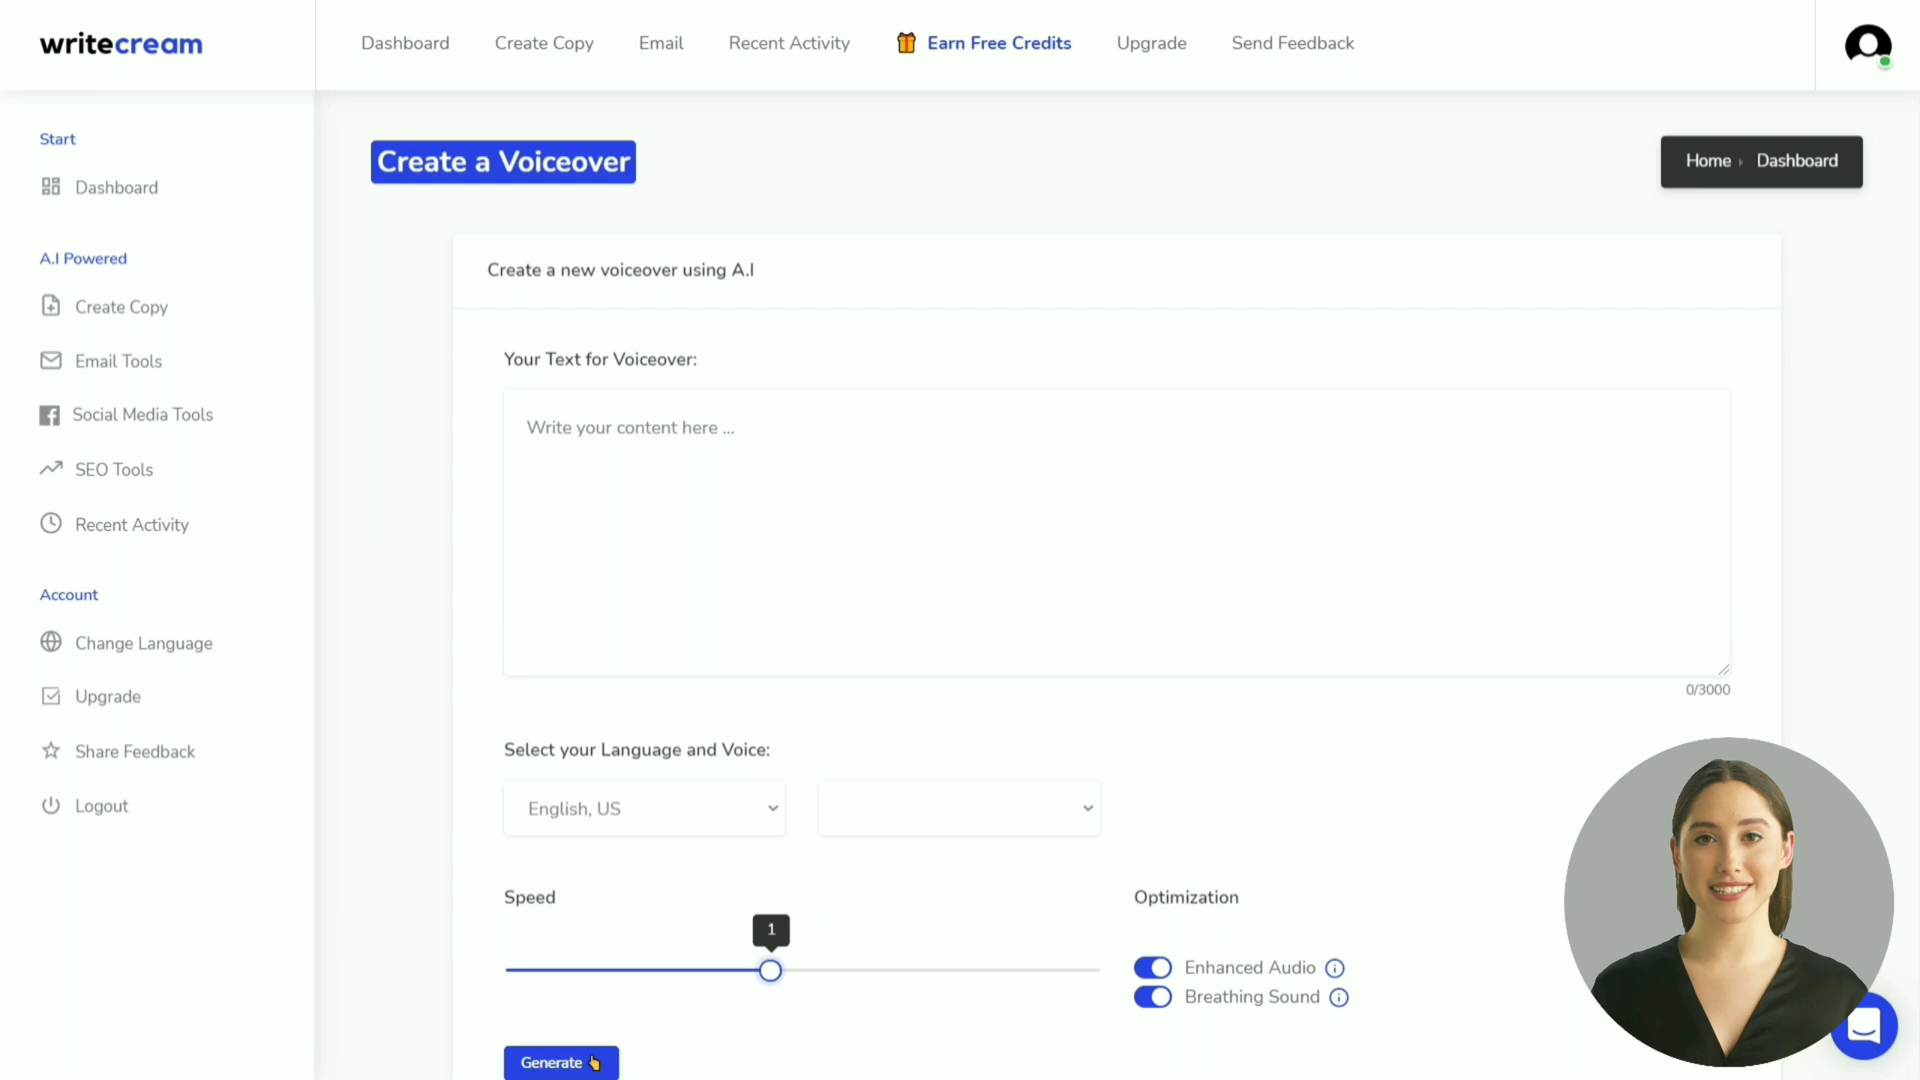 writecream
Dashboard
Create Copy
Email
Recent Activity
Earn Free Credits
Upgrade
Send Feedback
Start
Dashboard
A.I Powered
Create Copy
Email Tools
Social Media Tools
SEO Tools
Recent Activity
Account
Change Language
Upgrade
Share Feedback
Logout
Create a Voiceover
Home
Dashboard
Create a new voiceover using A.I
Your Text for Voiceover:
Write your content here ...
0/3000
Select your Language and Voice:
English, US
Speed
1
Optimization
Enhanced Audio
Breathing Sound
Generate